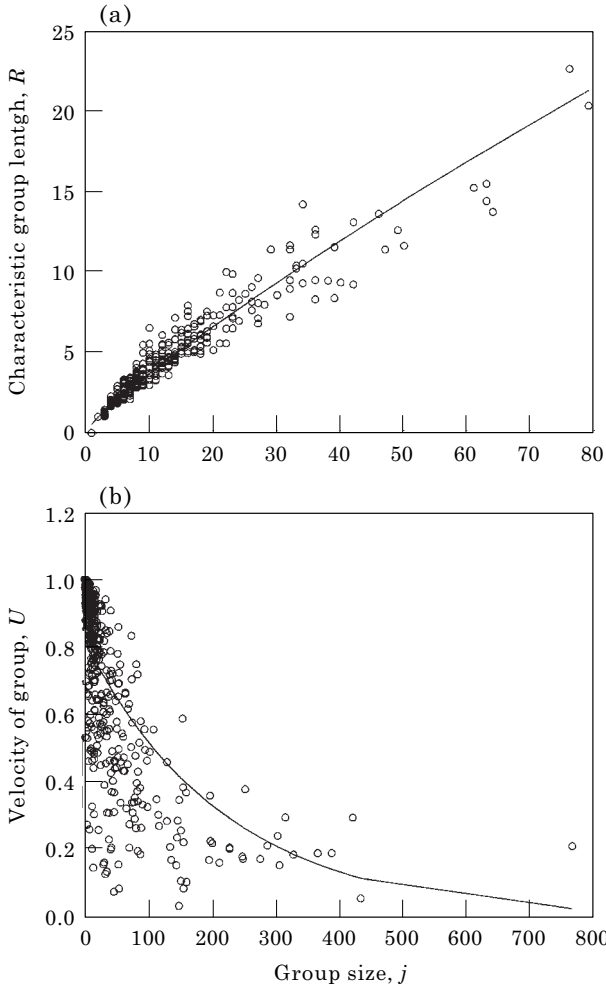 (a)
25
20
15
10
5
0
Characteristic group lentgh, R
0 10 20 30 40 50 60 70 80
(b)
1.2
1.0
0.8
0.6
0.4
0.2
0.0
Velocity of group, U
0 100 200 300 400 500 600 700 800
Group size, j